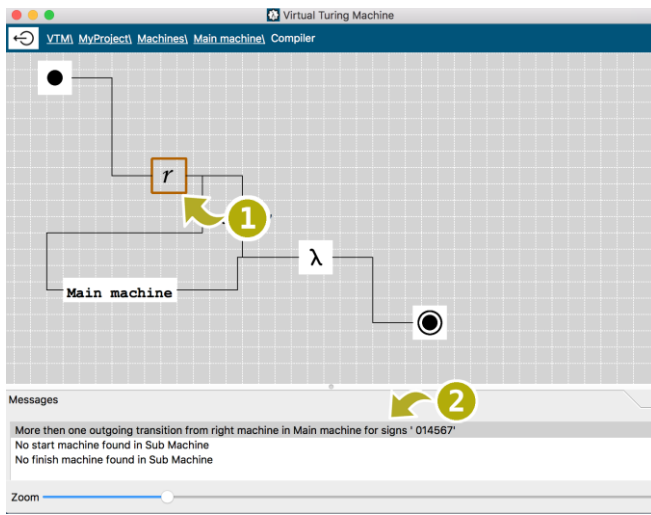 Virtual Turing Machine
VTM\ MyProject\ Machines\ Main machine\ Compiler
r
1
λ
Main machine
2
Messages
More then one outgoing transition from right machine in Main machine for signs ' 014567'
No start machine found in Sub Machine
No finish machine found in Sub Machine
Zoom